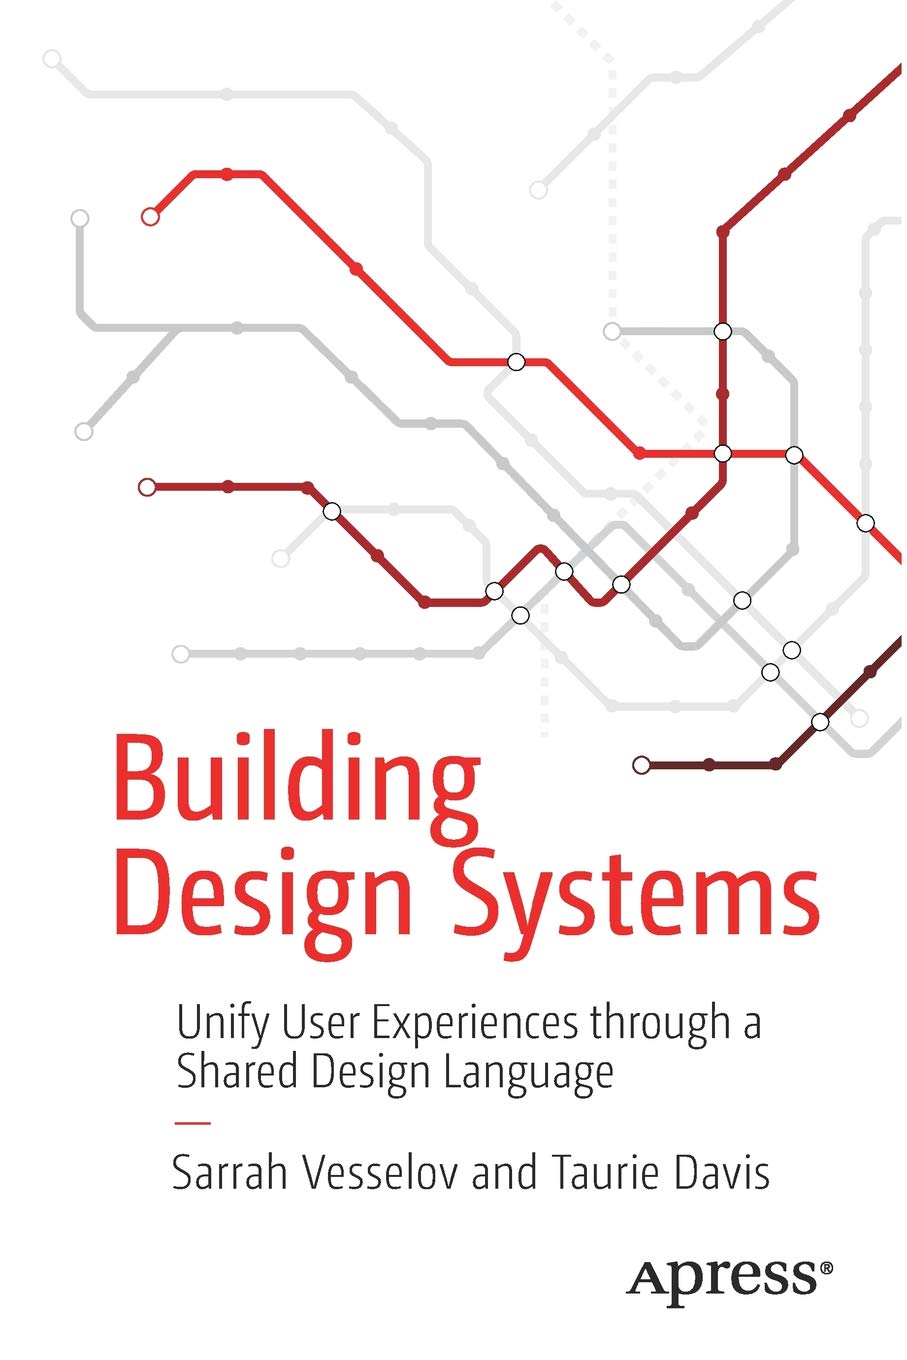 Building
Design Systems
Unify User Experiences through a
Shared Design Language
Sarrah Vesselov and Taurie Davis
Apress®